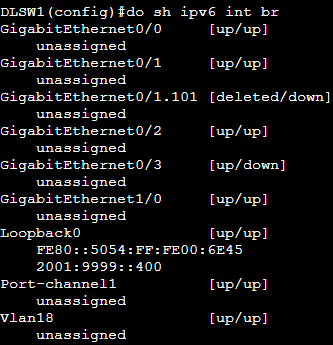 DLSW1(config)#do sh ipv6 int br
GigabitEthernet0/0 [up/up]
unassigned
GigabitEthernet0/1 [up/up]
unassigned
GigabitEthernet0/1.101 [deleted/down]
unassigned
GigabitEthernet0/2 [up/up]
unassigned
GigabitEthernet0/3 [up/down]
unassigned
GigabitEthernet1/0 [up/up]
unassigned
Loopback0 [up/up]
FE80::5054:FF:FE00:6E45
2001:9999::400
Port-channel1 [up/up]
unassigned
Vlan18 [up/up]
unassigned